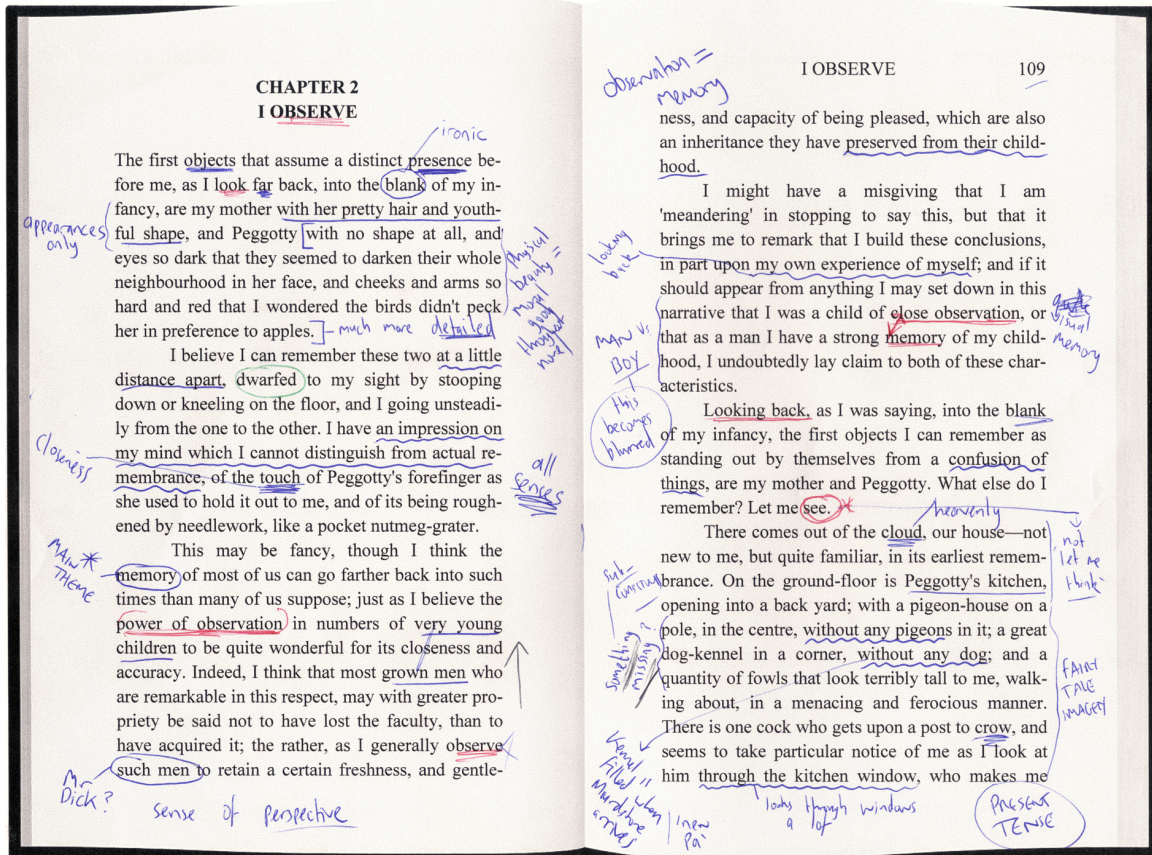 CHAPTER 2
I OBSERVE
ironic
The first objects that assume a distinct presence be-
fore me, as I look far back, into the blank of my in-
fancy, are my mother with her pretty hair and youth-
ful shape, and Peggotty with no shape at all, and
eyes so dark that they seemed to darken their whole
neighbourhood in her face, and cheeks and arms so
hard and red that I wondered the birds didn't peck
her in preference to apples.
appearances
only
much more detailed
physical
beauty =
moral
I believe I can remember these two at a little
distance apart, dwarfed to my sight by stooping
down or kneeling on the floor, and I going unsteadi-
ly from the one to the other. I have an impression on
my mind which I cannot distinguish from actual re-
membrance, of the touch of Peggotty's forefinger as
she used to hold it out to me, and of its being rough-
ened by needlework, like a pocket nutmeg-grater.
Closeness
all
senses
This may be fancy, though I think the
memory of most of us can go farther back into such
times than many of us suppose; just as I believe the
power of observation in numbers of very young
children to be quite wonderful for its closeness and
accuracy. Indeed, I think that most grown men who
are remarkable in this respect, may with greater pro-
priety be said not to have lost the faculty, than to
have acquired it; the rather, as I generally observe
such men to retain a certain freshness, and gentle-
MAIN *
THEME
Mr
Dick?
sense of perspective
I OBSERVE 109
observation =
memory
ness, and capacity of being pleased, which are also
an inheritance they have preserved from their child-
hood.
I might have a misgiving that I am
'meandering' in stopping to say this, but that it
brings me to remark that I build these conclusions,
in part upon my own experience of myself; and if it
should appear from anything I may set down in this
narrative that I was a child of close observation, or
that as a man I have a strong memory of my child-
hood, I undoubtedly lay claim to both of these char-
acteristics.
looking
back
MAN VS
BOY
this
becomes
blurred
visual
memory
Looking back, as I was saying, into the blank
of my infancy, the first objects I can remember as
standing out by themselves from a confusion of
things, are my mother and Peggotty. What else do I
remember? Let me see.
heavenly
not
let me
think
There comes out of the cloud, our house—not
new to me, but quite familiar, in its earliest remem-
brance. On the ground-floor is Peggotty's kitchen,
opening into a back yard; with a pigeon-house on a
pole, in the centre, without any pigeons in it; a great
dog-kennel in a corner, without any dog; and a
quantity of fowls that look terribly tall to me, walk-
ing about, in a menacing and ferocious manner.
There is one cock who gets upon a post to crow, and
seems to take particular notice of me as I look at
him through the kitchen window, who makes me
something
missing?
FAIRY
TALE
IMAGERY
Kennel
filled
when
Murdstone
arrives
'new
Pa'
looks through windows
a lot
PRESENT
TENSE